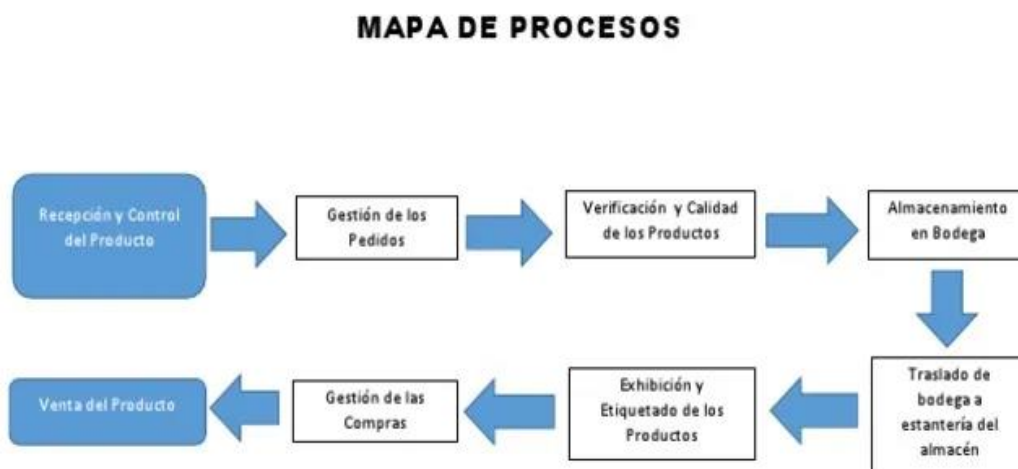 MAPA DE PROCESOS
Recepción y Control
del Producto
Gestión de los
Pedidos
Verificación y Calidad
de los Productos
Almacenamiento
en Bodega
Traslado de
bodega a
estantería del
almacén
Exhibición y
Etiquetado de los
Productos
Gestión de las
Compras
Venta del Producto